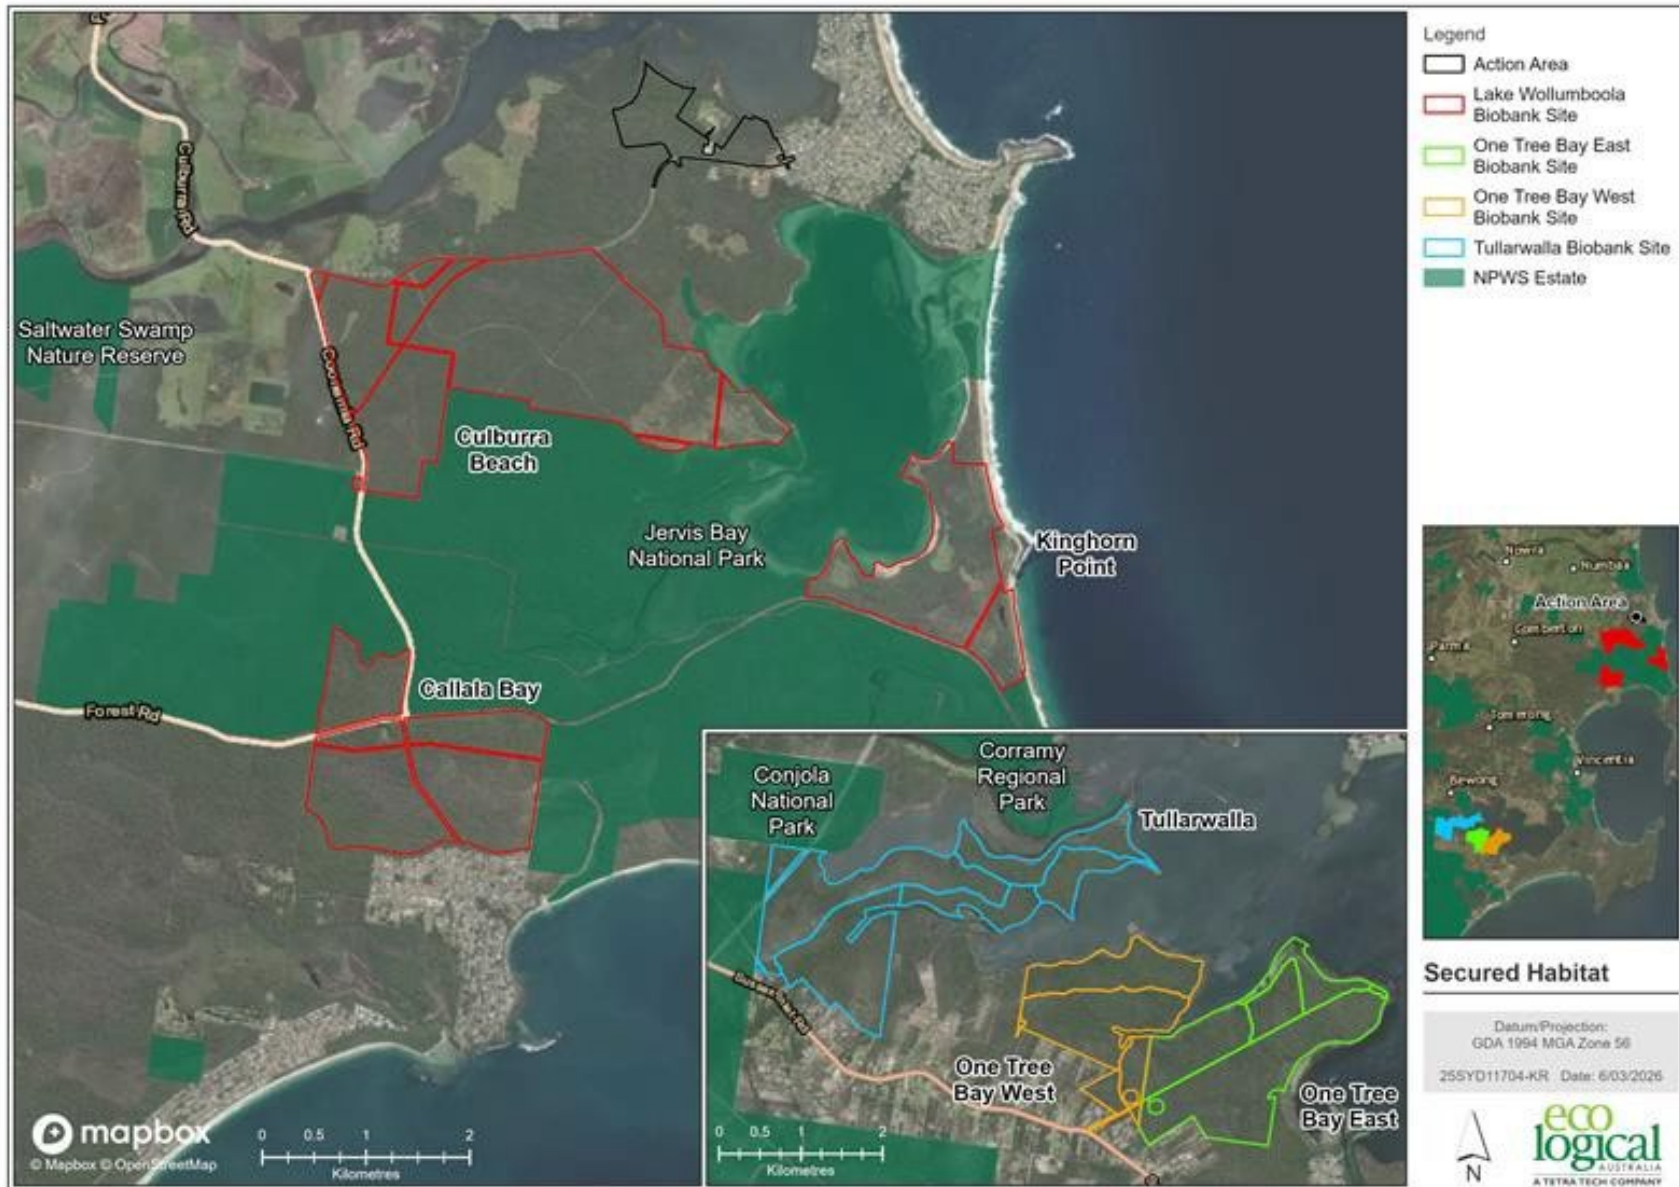 Legend
Action Area
Lake Wollumboola
Biobank Site
One Tree Bay East
Biobank Site
One Tree Bay West
Biobank Site
Tullarwalla Biobank Site
NPWS Estate
Culburra Rd
Saltwater Swamp
Nature Reserve
Coonemia Rd
Culburra
Beach
Jervis Bay
National Park
Kinghorn
Point
Callala Bay
Forest Rd
Conjola
National
Park
Corramy
Regional
Park
Tullarwalla
One Tree
Bay West
One Tree
Bay East
0 0.5 1 2
Kilometres
0 0.5 1 2
Kilometres
mapbox
© Mapbox © OpenStreetMap
Nowra
Numbaa
Action Area
Comberton
Parma
Tomerong
Vincentia
Bewong
Secured Habitat
Datum/Projection:
GDA 1994 MGA Zone 56
25SYD11704-KR Date: 6/03/2026
N
eco
logical
AUSTRALIA
A TETRA TECH COMPANY